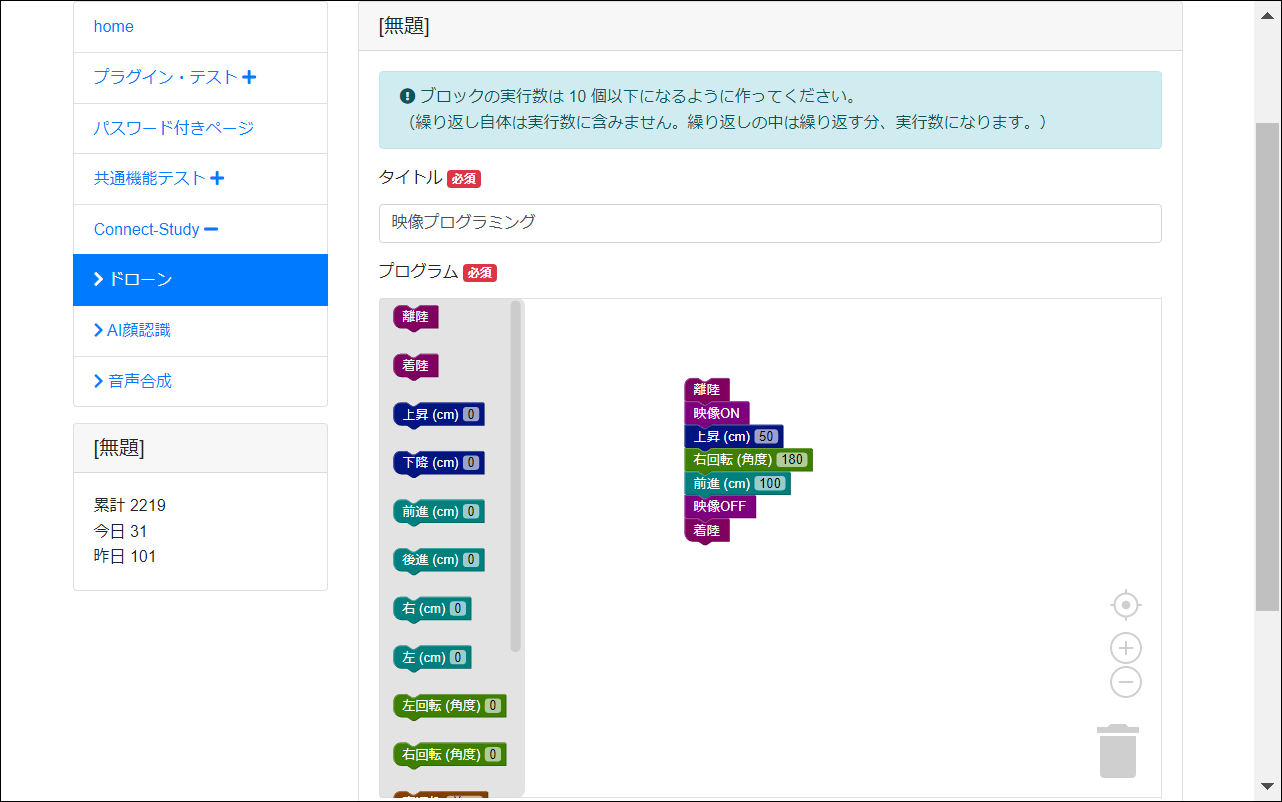 home
プラグイン・テスト
パスワード付きページ
共通機能テスト
Connect-Study
ドローン
AI顔認識
音声合成
[無題]
累計 2219
今日 31
昨日 101
[無題]
ブロックの実行数は 10 個以下になるように作ってください。
（繰り返し自体は実行数に含みません。繰り返しの中は繰り返す分、実行数になります。）
タイトル 必須
映像プログラミング
プログラム 必須
離陸
着陸
上昇 (cm) 0
下降 (cm) 0
前進 (cm) 0
後進 (cm) 0
右 (cm) 0
左 (cm) 0
左回転 (角度) 0
右回転 (角度) 0
離陸
映像ON
上昇 (cm) 50
右回転 (角度) 180
前進 (cm) 100
映像OFF
着陸